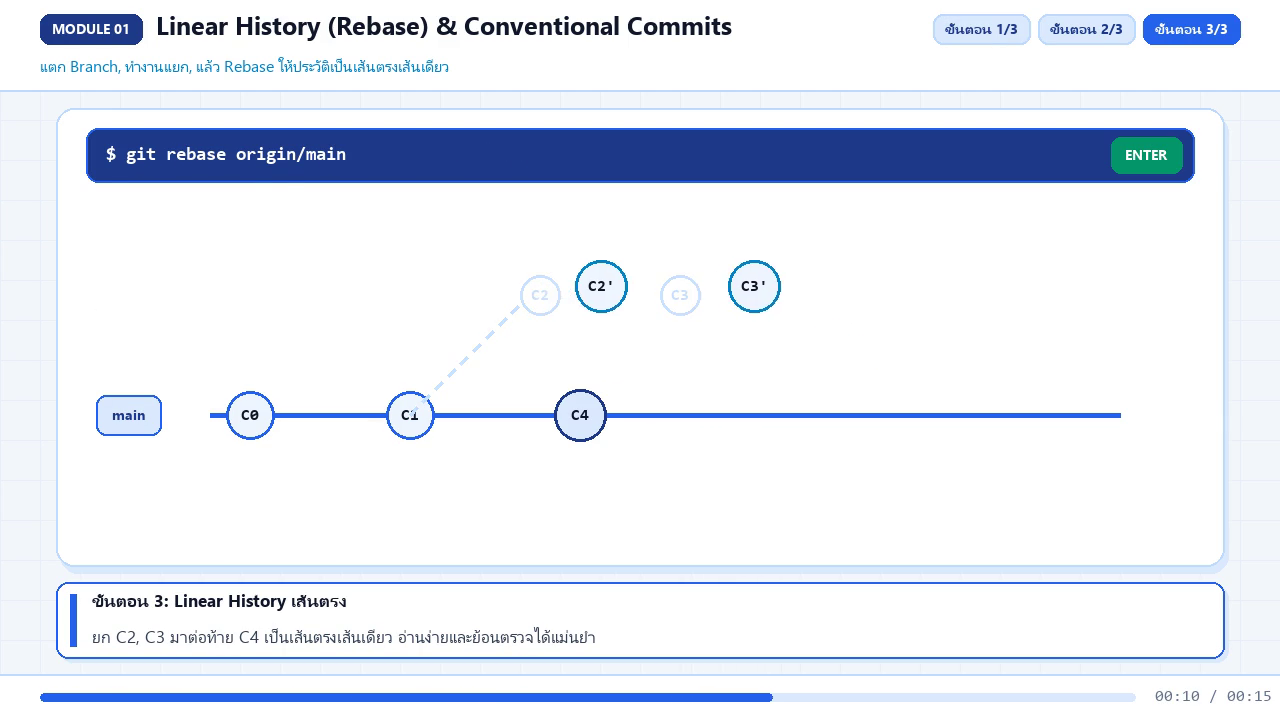 MODULE 01
Linear History (Rebase) & Conventional Commits
ขั้นตอน 1/3
ขั้นตอน 2/3
ขั้นตอน 3/3
แตก Branch, ทำงานแยก, แล้ว Rebase ให้ประวัติเป็นเส้นตรงเส้นเดียว
$ git rebase origin/main
ENTER
C2
C2'
C3
C3'
main
C0
C1
C4
ขั้นตอน 3: Linear History เส้นตรง
ยก C2, C3 มาต่อท้าย C4 เป็นเส้นตรงเส้นเดียว อ่านง่ายและย้อนตรวจได้แม่นยำ
00:10 / 00:15